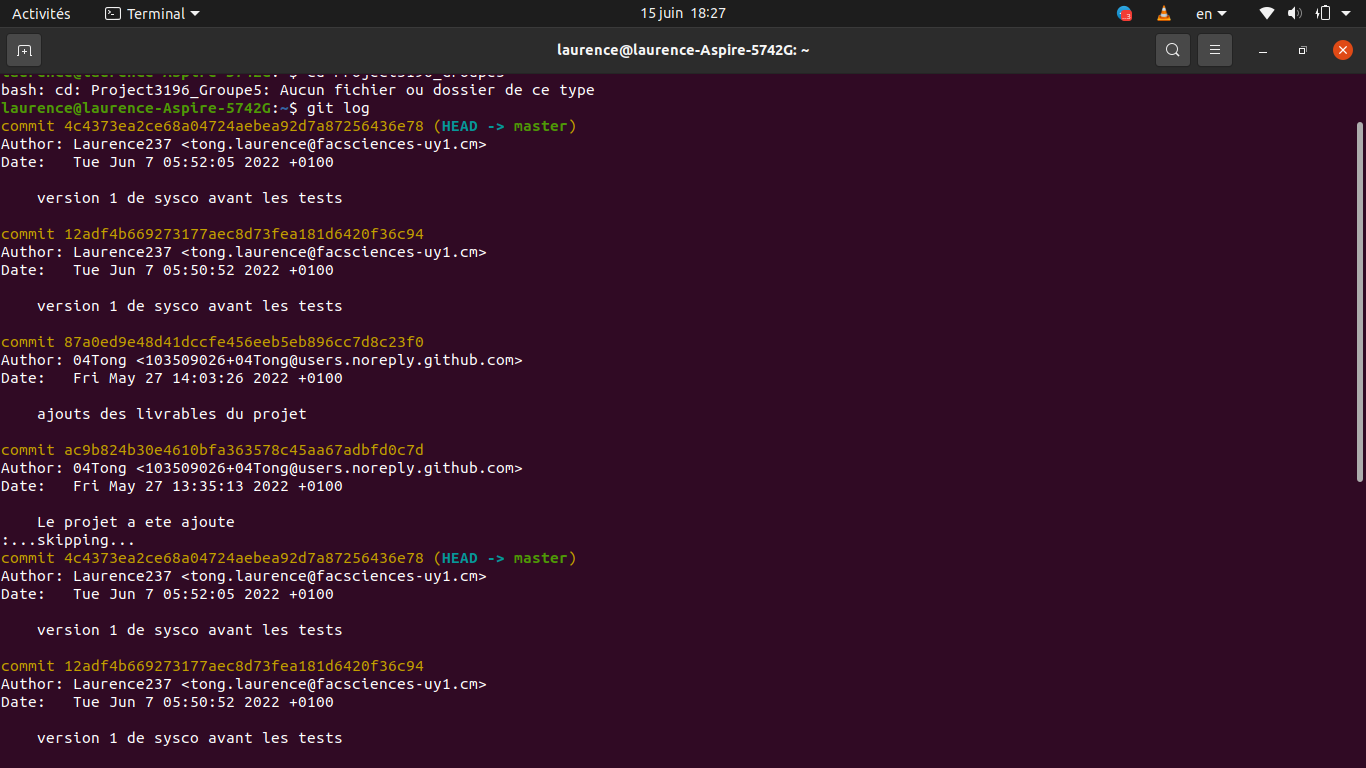 Activités
Terminal
15 juin 18:27
3
en
laurence@laurence-Aspire-5742G: ~
laurence@laurence-Aspire-5742G:~$ cd Project3196_Groupe5
bash: cd: Project3196_Groupe5: Aucun fichier ou dossier de ce type
laurence@laurence-Aspire-5742G:~$ git log
commit 4c4373ea2ce68a04724aebea92d7a87256436e78 (HEAD -> master)
Author: Laurence237 <tong.laurence@facsciences-uy1.cm>
Date:   Tue Jun 7 05:52:05 2022 +0100
    version 1 de sysco avant les tests
commit 12adf4b669273177aec8d73fea181d6420f36c94
Author: Laurence237 <tong.laurence@facsciences-uy1.cm>
Date:   Tue Jun 7 05:50:52 2022 +0100
    version 1 de sysco avant les tests
commit 87a0ed9e48d41dccfe456eeb5eb896cc7d8c23f0
Author: 04Tong <103509026+04Tong@users.noreply.github.com>
Date:   Fri May 27 14:03:26 2022 +0100
    ajouts des livrables du projet
commit ac9b824b30e4610bfa363578c45aa67adbfd0c7d
Author: 04Tong <103509026+04Tong@users.noreply.github.com>
Date:   Fri May 27 13:35:13 2022 +0100
    Le projet a ete ajoute
:...skipping...
commit 4c4373ea2ce68a04724aebea92d7a87256436e78 (HEAD -> master)
Author: Laurence237 <tong.laurence@facsciences-uy1.cm>
Date:   Tue Jun 7 05:52:05 2022 +0100
    version 1 de sysco avant les tests
commit 12adf4b669273177aec8d73fea181d6420f36c94
Author: Laurence237 <tong.laurence@facsciences-uy1.cm>
Date:   Tue Jun 7 05:50:52 2022 +0100
    version 1 de sysco avant les tests